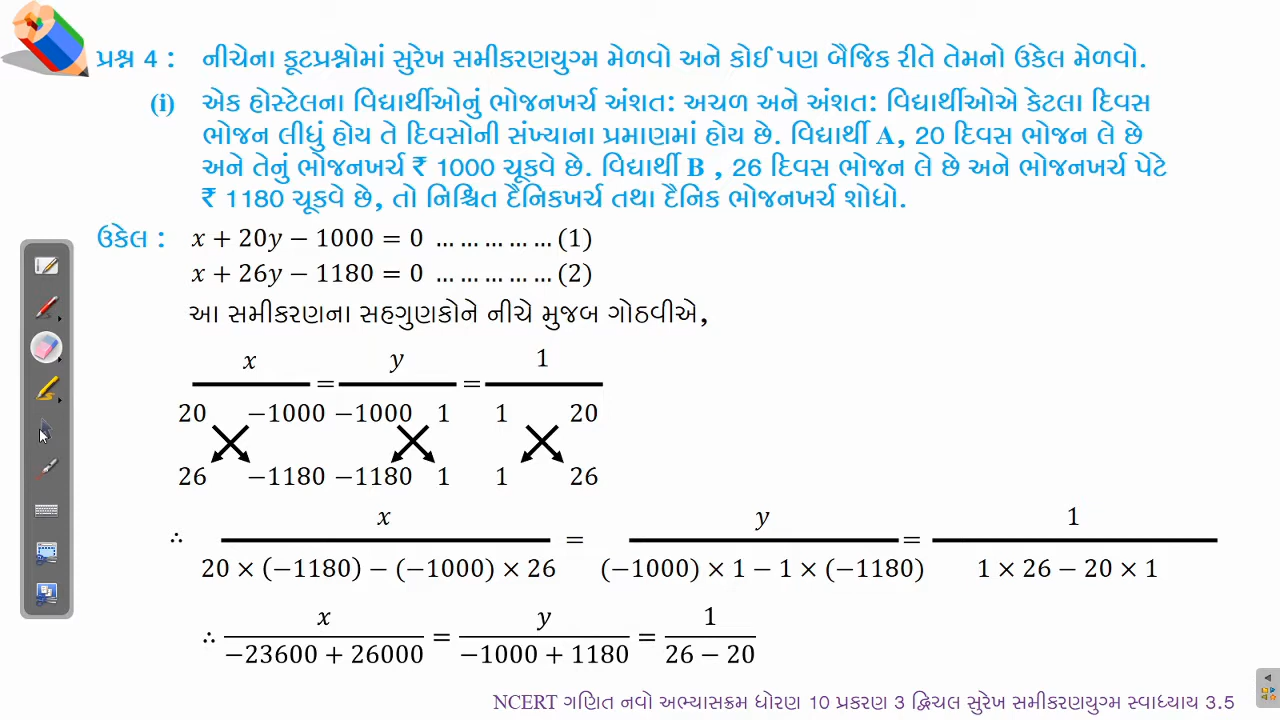 પ્રશ્ન 4 : નીચેના કૂટપ્રશ્નોમાં સુરેખ સમીકરણયુગ્મ મેળવો અને કોઈ પણ બૈજિક રીતે તેમનો ઉકેલ મેળવો.
(i) એક હોસ્ટેલના વિદ્યાર્થીઓનું ભોજનખર્ચ અંશતઃ અચળ અને અંશતઃ વિદ્યાર્થીઓએ કેટલા દિવસ
ભોજન લીધું હોય તે દિવસોની સંખ્યાના પ્રમાણમાં હોય છે. વિદ્યાર્થી A, 20 દિવસ ભોજન લે છે
અને તેનું ભોજનખર્ચ ₹ 1000 ચૂકવે છે. વિદ્યાર્થી B , 26 દિવસ ભોજન લે છે અને ભોજનખર્ચ પેટે
₹ 1180 ચૂકવે છે, તો નિશ્ચિત દૈનિકખર્ચ તથા દૈનિક ભોજનખર્ચ શોધો.
ઉકેલ : x + 20y − 1000 = 0 ... ... ... ... ... (1)
x + 26y − 1180 = 0 ... ... ... ... ... (2)
આ સમીકરણના સહગુણકોને નીચે મુજબ ગોઠવીએ,
x y 1
= =
20 −1000 −1000 1 1 20
26 −1180 −1180 1 1 26
x y 1
∴ = =
20 × (−1180) − (−1000) × 26 (−1000) × 1 − 1 × (−1180) 1 × 26 − 20 × 1
x y 1
∴ = =
−23600 + 26000 −1000 + 1180 26 − 20
NCERT ગણિત નવો અભ્યાસક્રમ ધોરણ 10 પ્રકરણ 3 દ્વિચલ સુરેખ સમીકરણયુગ્મ સ્વાધ્યાય 3.5